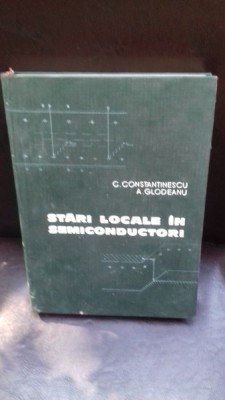 C. CONSTANTINESCU
A. GLODEANU
STĂRI LOCALE ÎN
SEMICONDUCTORI